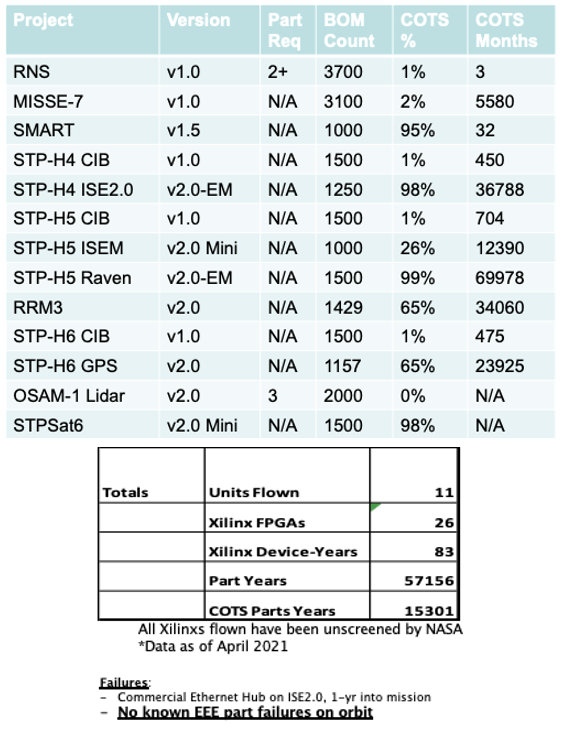 Project Version Part Req BOM Count COTS % COTS Months
RNS v1.0 2+ 3700 1% 3
MISSE-7 v1.0 N/A 3100 2% 5580
SMART v1.5 N/A 1000 95% 32
STP-H4 CIB v1.0 N/A 1500 1% 450
STP-H4 ISE2.0 v2.0-EM N/A 1250 98% 36788
STP-H5 CIB v1.0 N/A 1500 1% 704
STP-H5 ISEM v2.0 Mini N/A 1000 26% 12390
STP-H5 Raven v2.0-EM N/A 1500 99% 69978
RRM3 v2.0 N/A 1429 65% 34060
STP-H6 CIB v1.0 N/A 1500 1% 475
STP-H6 GPS v2.0 N/A 1157 65% 23925
OSAM-1 Lidar v2.0 3 2000 0% N/A
STPSat6 v2.0 Mini N/A 1500 98% N/A
Totals Units Flown 11
Xilinx FPGAs 26
Xilinx Device-Years 83
Part Years 57156
COTS Parts Years 15301
All Xilinxs flown have been unscreened by NASA
*Data as of April 2021
Failures:
- Commercial Ethernet Hub on ISE2.0, 1-yr into mission
- No known EEE part failures on orbit